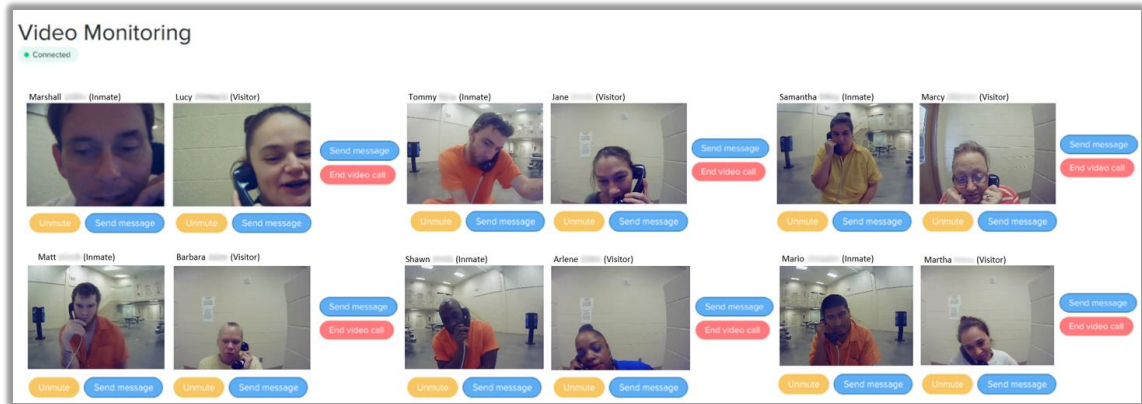 Video Monitoring
Connected
Marshall (Inmate)
Lucy (Visitor)
Send message
End video call
Unmute
Send message
Unmute
Send message
Tommy (Inmate)
Jane (Visitor)
Send message
End video call
Unmute
Send message
Unmute
Send message
Samantha (Inmate)
Marcy (Visitor)
Send message
End video call
Unmute
Send message
Unmute
Send message
Matt (Inmate)
Barbara (Visitor)
Send message
End video call
Unmute
Send message
Unmute
Send message
Shawn (Inmate)
Arlene (Visitor)
Send message
End video call
Unmute
Send message
Unmute
Send message
Mario (Inmate)
Martha (Visitor)
Send message
End video call
Unmute
Send message
Unmute
Send message